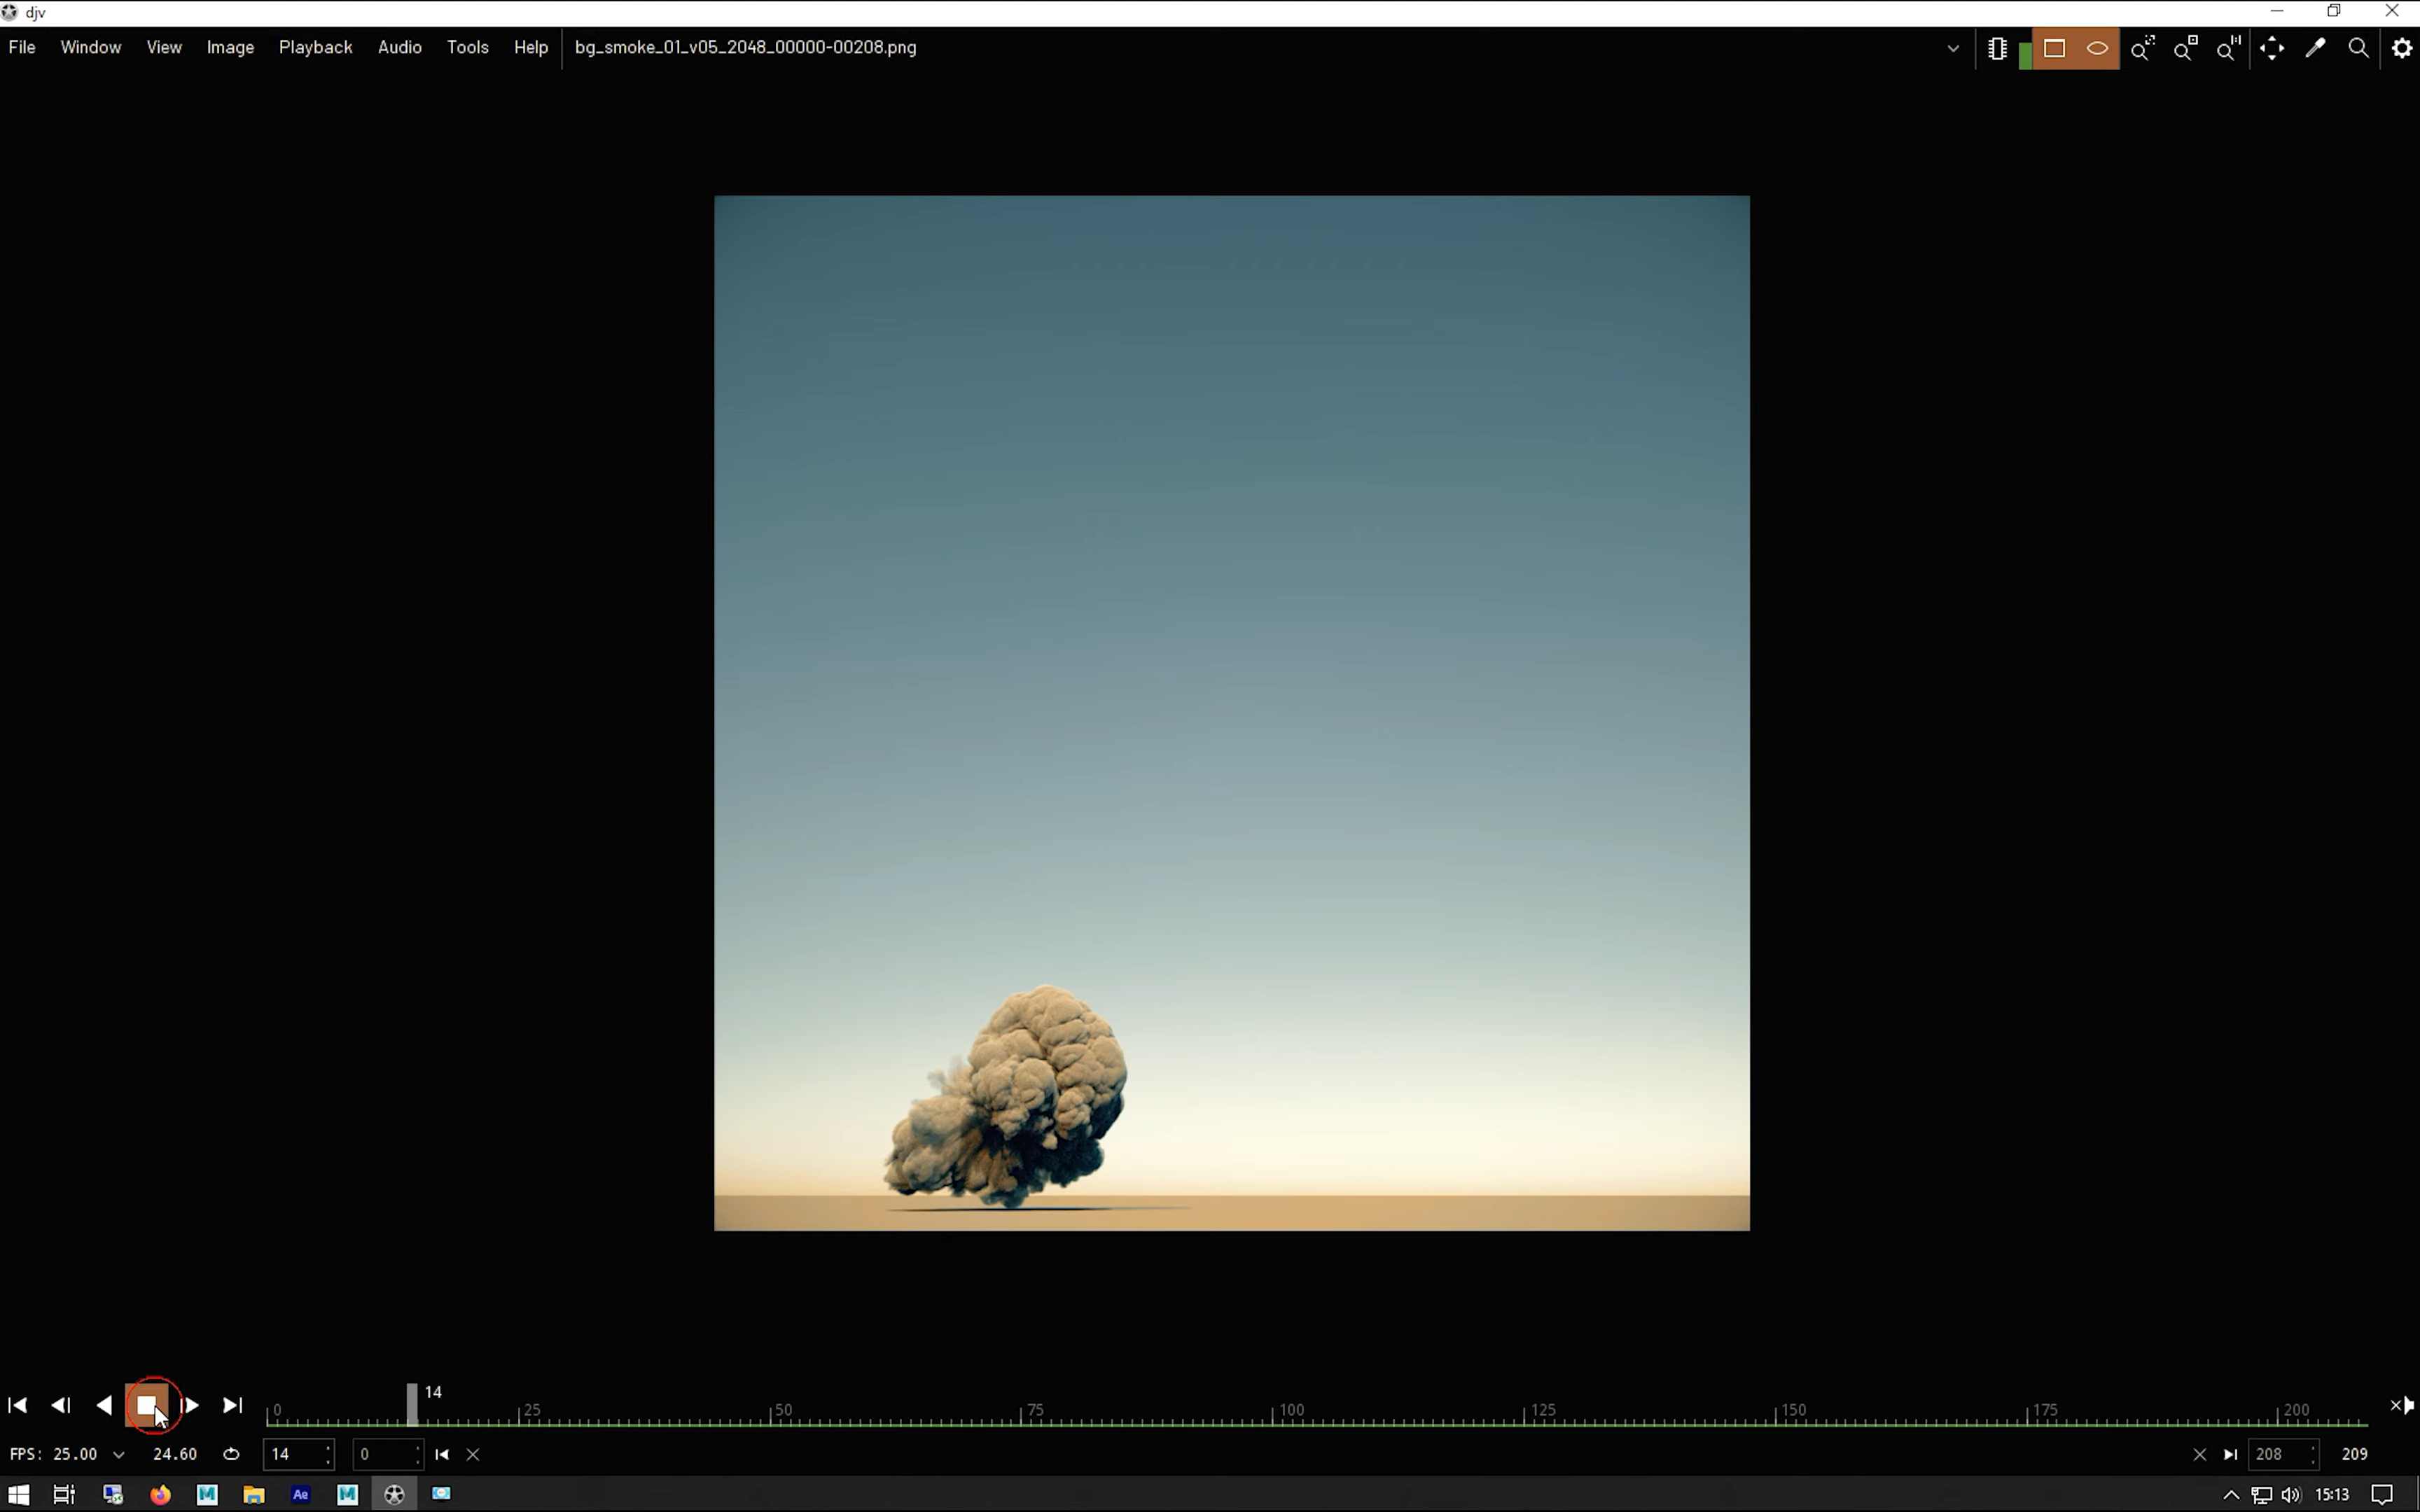 djv
File Window View Image Playback Audio Tools Help bg_smoke_01_v05_2048_00000-00208.png
14
0 25 50 75 100 125 150 175 200
FPS: 25.00 24.60 14 0 208 209
Ae 15:13